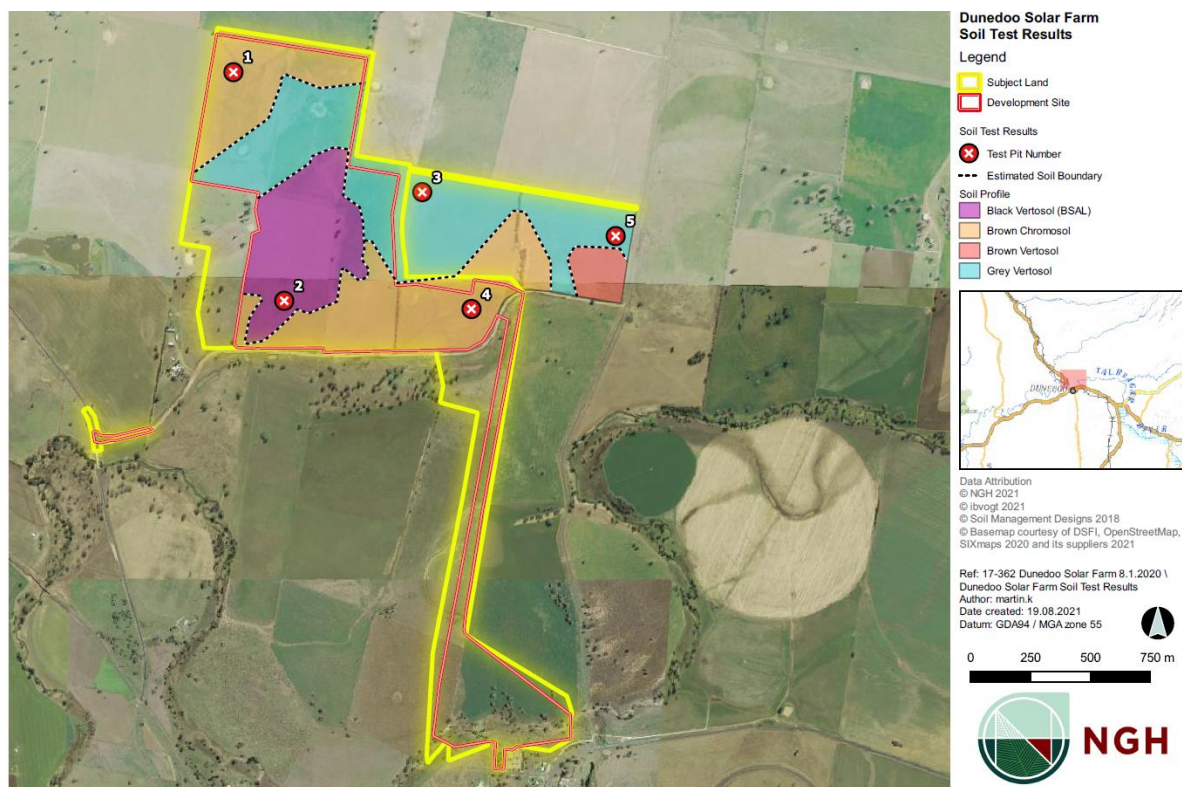 Dunedoo Solar Farm
Soil Test Results
Legend
Subject Land
Development Site
Soil Test Results
Test Pit Number
Estimated Soil Boundary
Soil Profile
Black Vertosol (BSAL)
Brown Chromosol
Brown Vertosol
Grey Vertosol
1
3
5
2
4
DUNEDOO
TALBRAGAR
RIVER
Data Attribution
© NGH 2021
© ibvogt 2021
© Soil Management Designs 2018
© Basemap courtesy of DSFI, OpenStreetMap,
SIXmaps 2020 and its suppliers 2021
Ref: 17-362 Dunedoo Solar Farm 8.1.2020 \
Dunedoo Solar Farm Soil Test Results
Author: martin.k
Date created: 19.08.2021
Datum: GDA94 / MGA zone 55
0 250 500 750 m
NGH